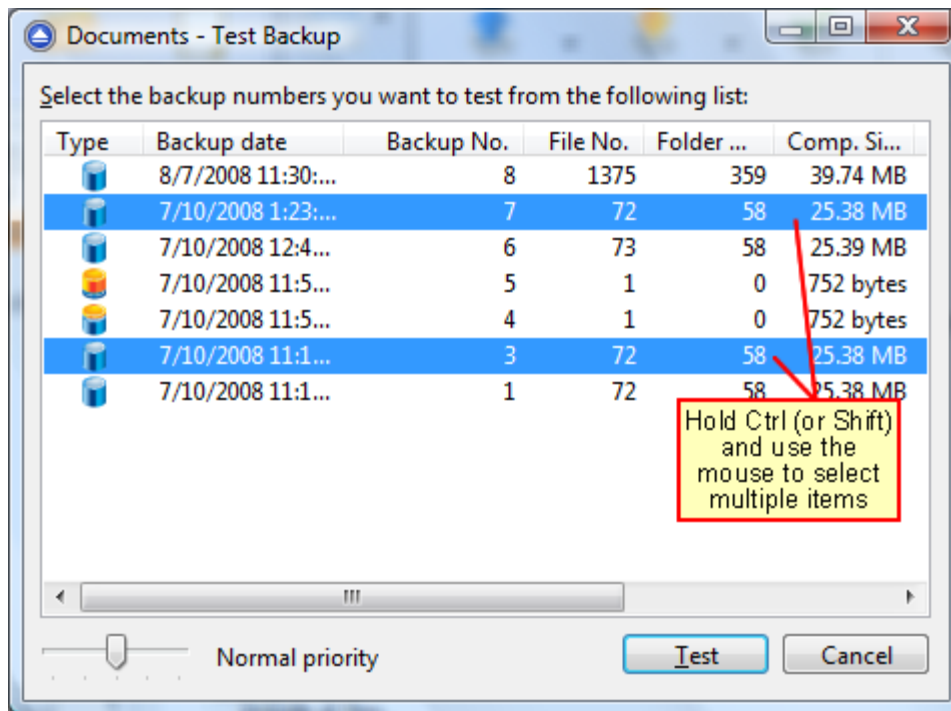 Documents - Test Backup
Select the backup numbers you want to test from the following list:
Type Backup date Backup No. File No. Folder ... Comp. Si...
8/7/2008 11:30:... 8 1375 359 39.74 MB
7/10/2008 1:23:... 7 72 58 25.38 MB
7/10/2008 12:4... 6 73 58 25.39 MB
7/10/2008 11:5... 5 1 0 752 bytes
7/10/2008 11:5... 4 1 0 752 bytes
7/10/2008 11:1... 3 72 58 25.38 MB
7/10/2008 11:1... 1 72 58 25.38 MB
Hold Ctrl (or Shift)
and use the
mouse to select
multiple items
Normal priority Test Cancel